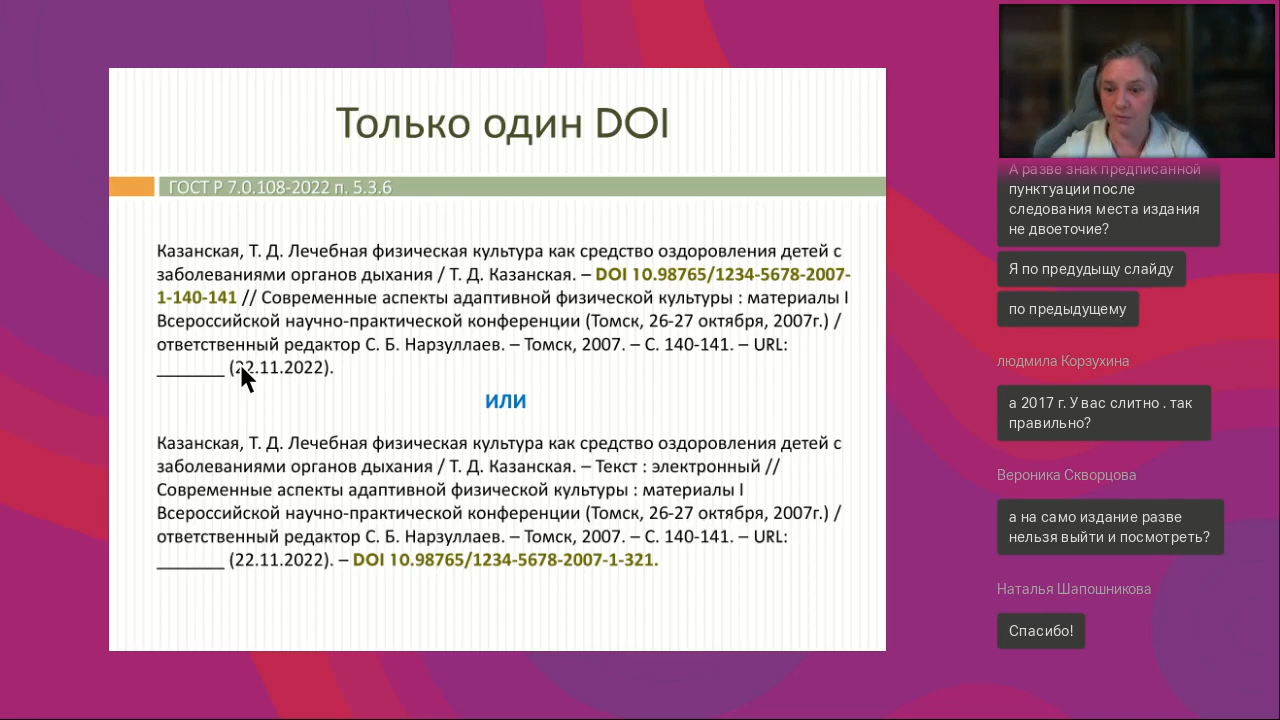 Только один DOI
ГОСТ Р 7.0.108-2022 п. 5.3.6
Казанская, Т. Д. Лечебная физическая культура как средство оздоровления детей с
заболеваниями органов дыхания / Т. Д. Казанская. – DOI 10.98765/1234-5678-2007-
1-140-141 // Современные аспекты адаптивной физической культуры : материалы I
Всероссийской научно-практической конференции (Томск, 26-27 октября, 2007г.) /
ответственный редактор С. Б. Нарзуллаев. – Томск, 2007. – С. 140-141. – URL:
_______ (22.11.2022).
ИЛИ
Казанская, Т. Д. Лечебная физическая культура как средство оздоровления детей с
заболеваниями органов дыхания / Т. Д. Казанская. – Текст : электронный //
Современные аспекты адаптивной физической культуры : материалы I
Всероссийской научно-практической конференции (Томск, 26-27 октября, 2007г.) /
ответственный редактор С. Б. Нарзуллаев. – Томск, 2007. – С. 140-141. – URL:
_______ (22.11.2022). – DOI 10.98765/1234-5678-2007-1-321.
А разве знак предписанной
пунктуации после
следования места издания
не двоеточие?
Я по предудыщу слайду
по предыдущему
людмила Корзухина
а 2017 г. У вас слитно . так
правильно?
Вероника Скворцова
а на само издание разве
нельзя выйти и посмотреть?
Наталья Шапошникова
Спасибо!